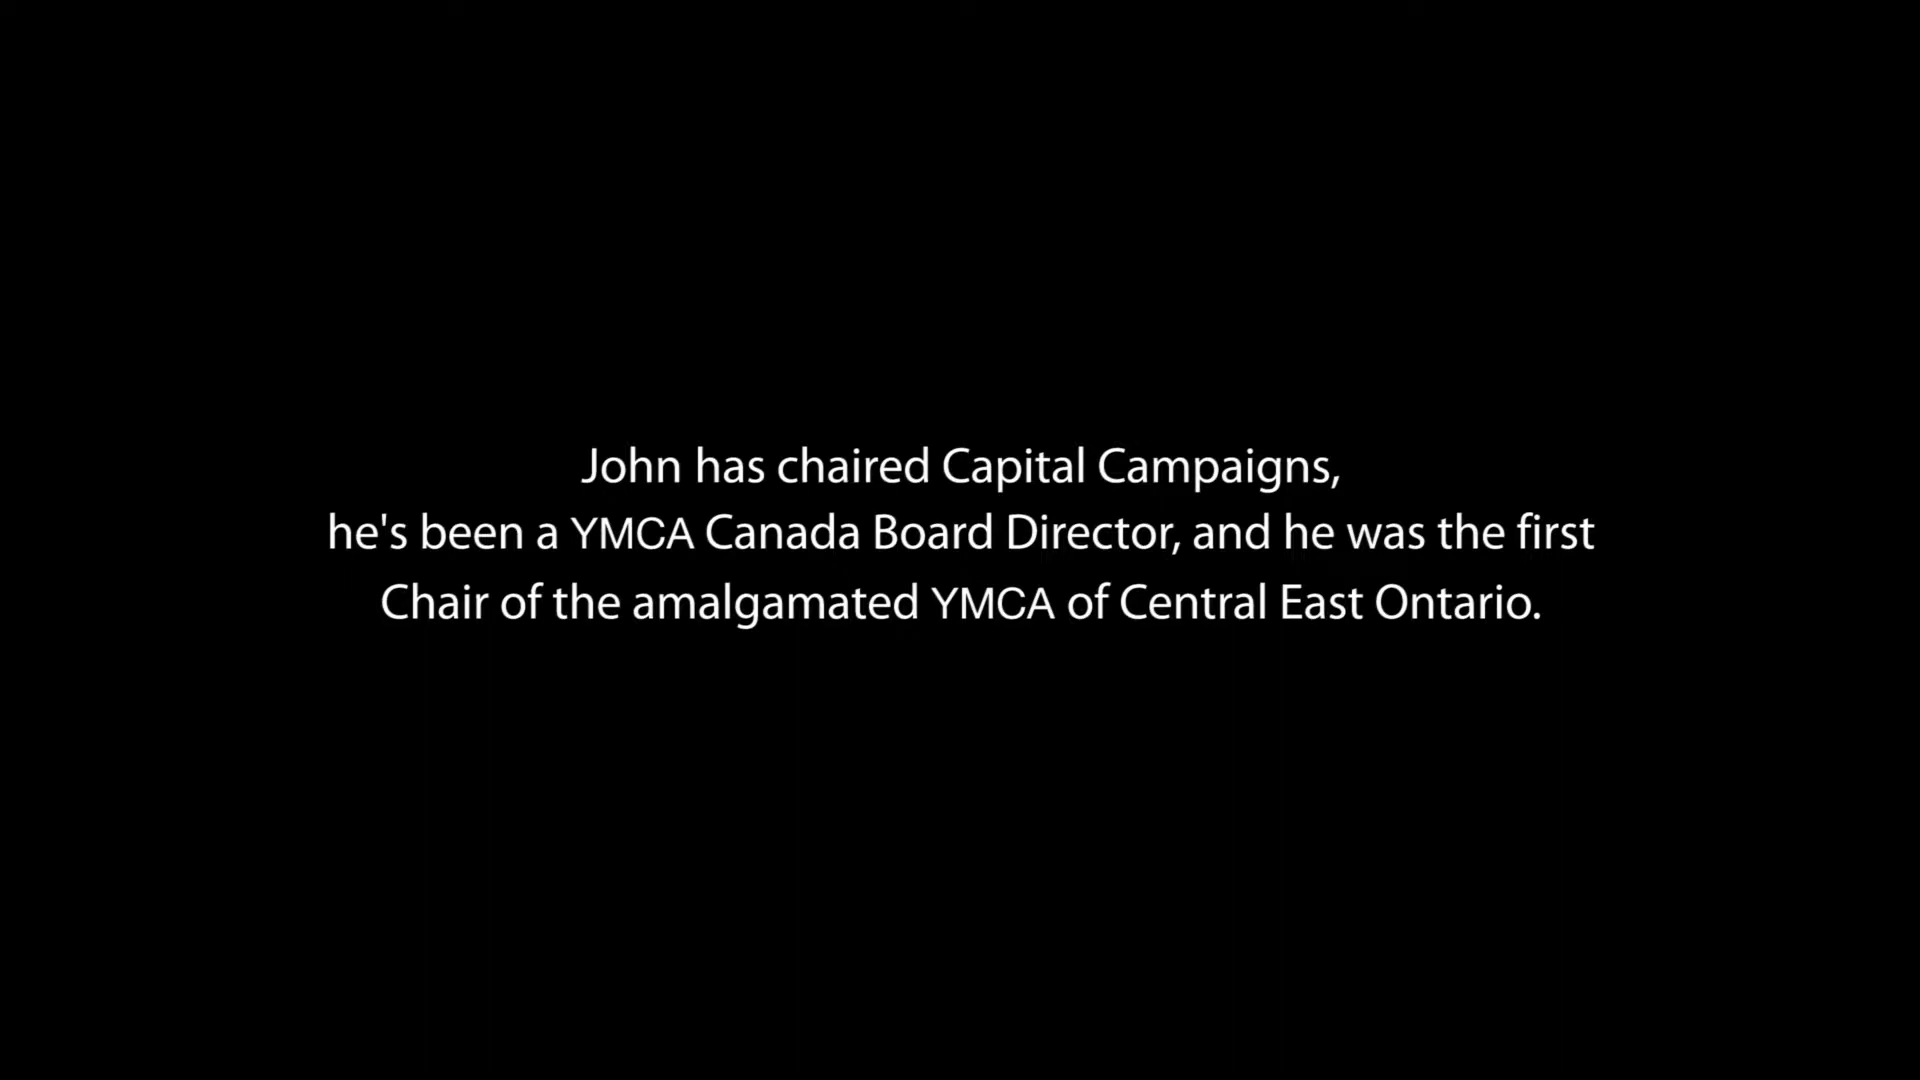 John has chaired Capital Campaigns,
he's been a YMCA Canada Board Director, and he was the first
Chair of the amalgamated YMCA of Central East Ontario.